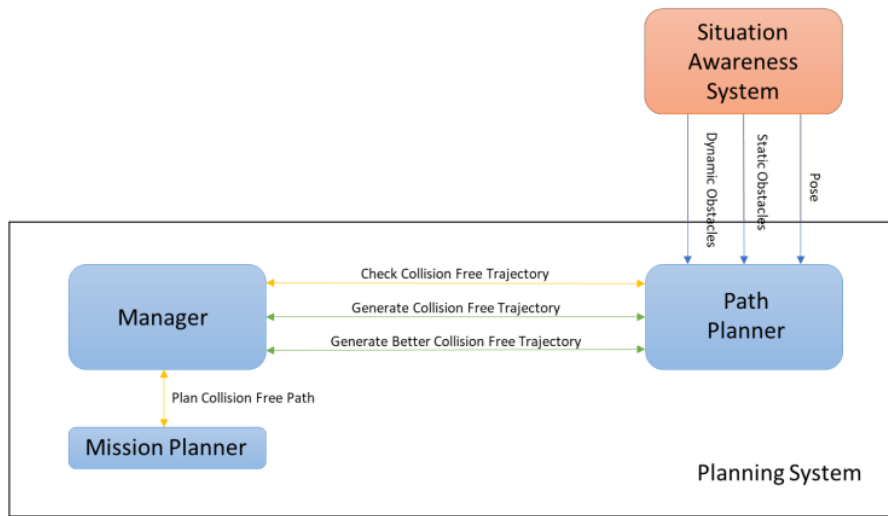 Situation
Awareness
System
Dynamic Obstacles
Static Obstacles
Pose
Check Collision Free Trajectory
Manager
Generate Collision Free Trajectory
Path
Planner
Generate Better Collision Free Trajectory
Plan Collision Free Path
Mission Planner
Planning System